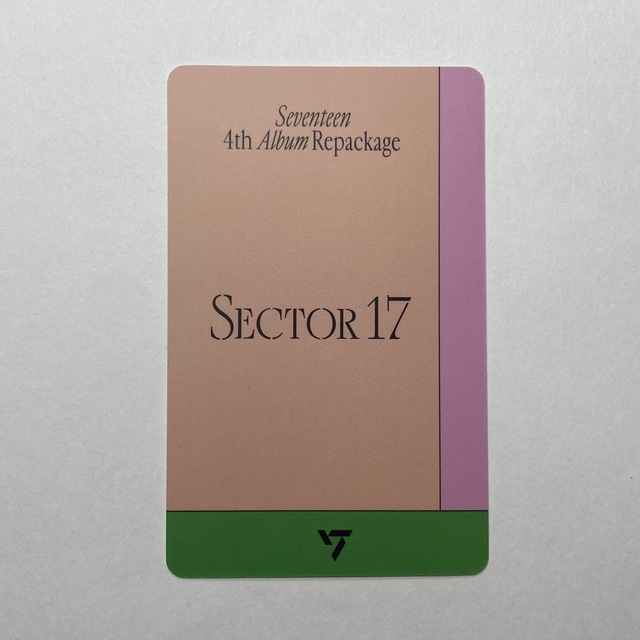 Seventeen
4th Album Repackage
SECTOR 17